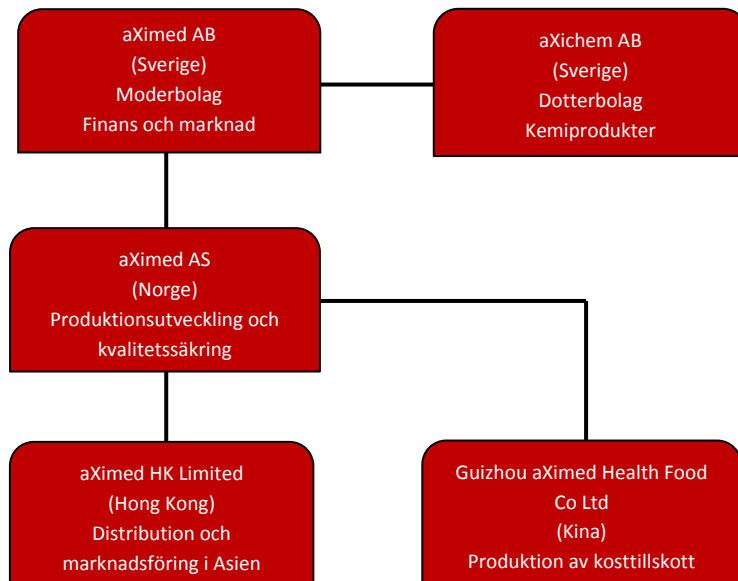 aXimed AB
(Sverige)
Moderbolag
Finans och marknad
aXichem AB
(Sverige)
Dotterbolag
Kemiprodukter
aXimed AS
(Norge)
Produktionsutveckling och
kvalitetssäkring
aXimed HK Limited
(Hong Kong)
Distribution och
marknadsföring i Asien
Guizhou aXimed Health Food
Co Ltd
(Kina)
Produktion av kosttillskott